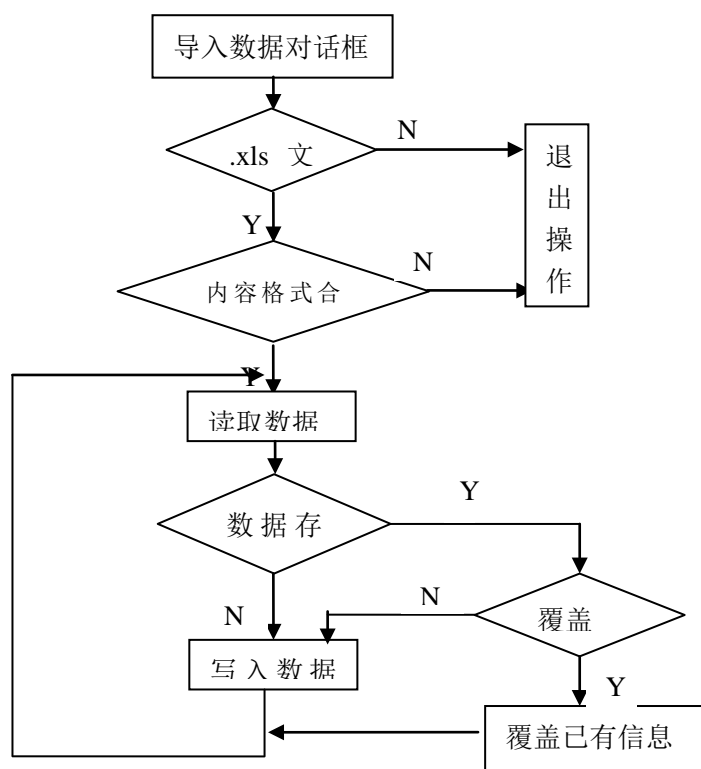 导入数据对话框
N
.xls 文
退出操作
Y
N
内容格式合
Y
读取数据
Y
数据存
N
N
覆盖
写入数据
Y
覆盖已有信息